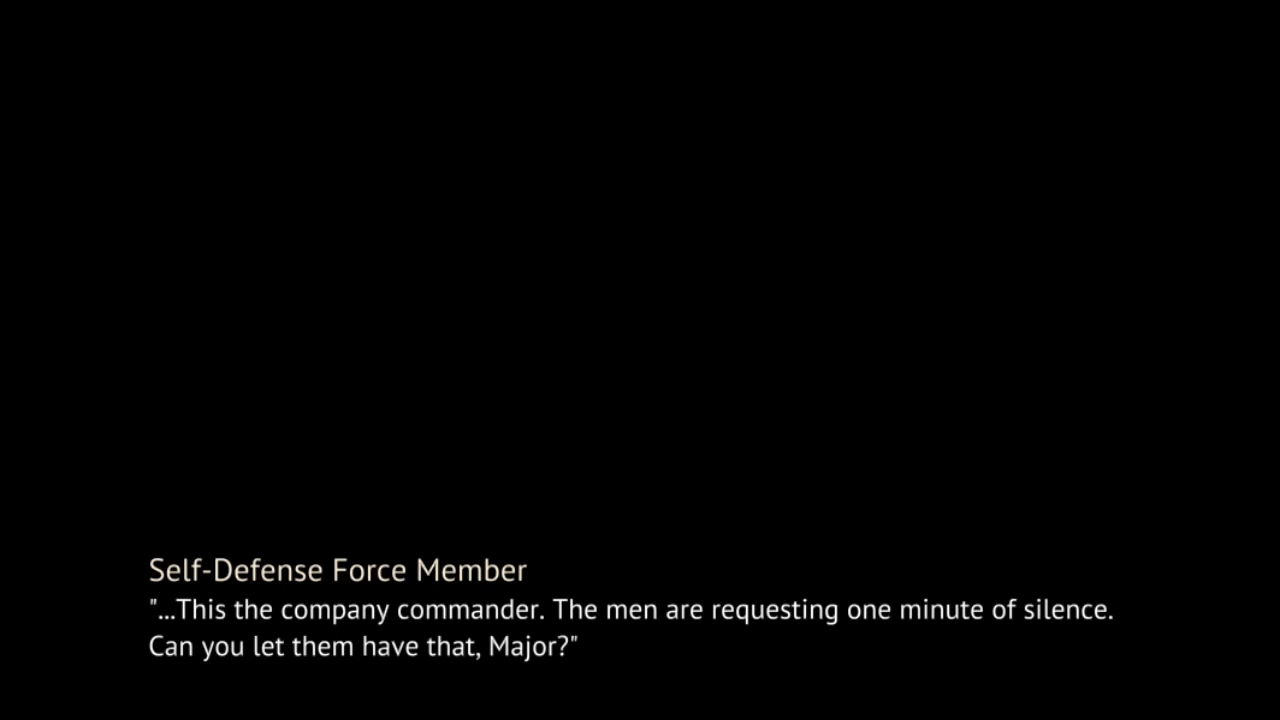 Self-Defense Force Member
"...This the company commander. The men are requesting one minute of silence.
Can you let them have that, Major?"